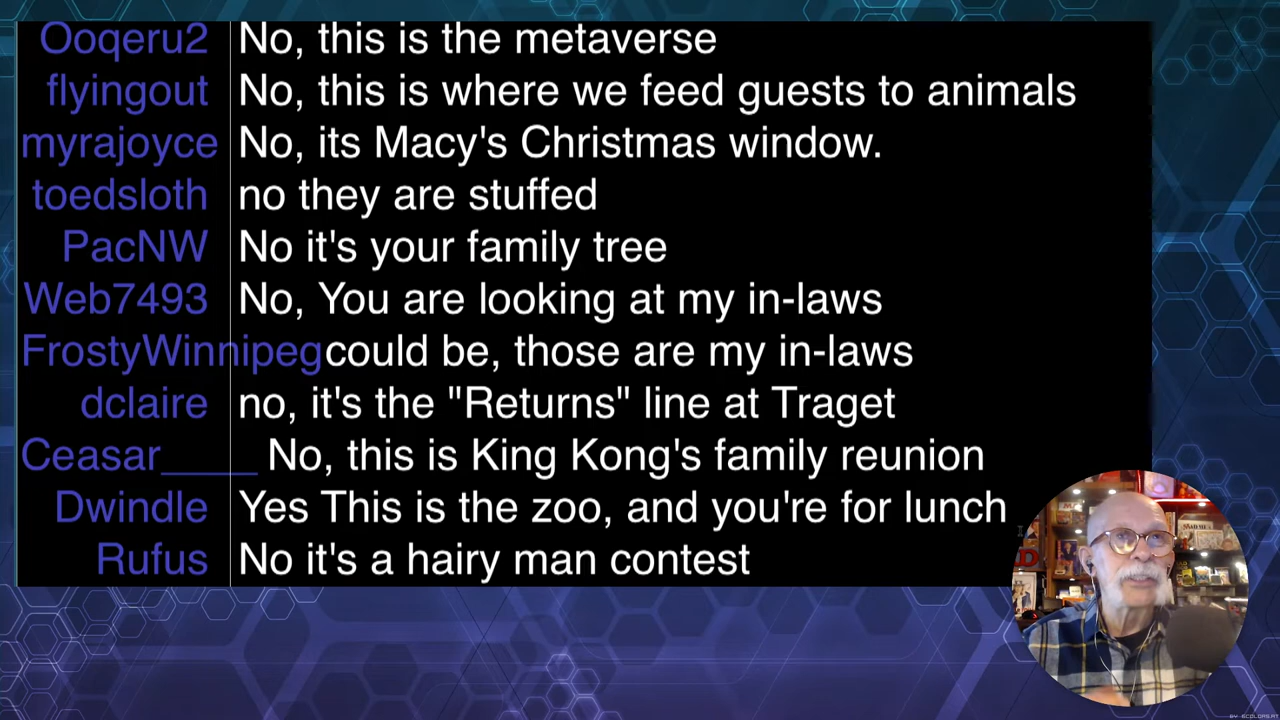 Ooqeru2 No, this is the metaverse
flyingout No, this is where we feed guests to animals
myrajoyce No, its Macy's Christmas window.
toedsloth no they are stuffed
PacNW No it's your family tree
Web7493 No, You are looking at my in-laws
FrostyWinnipeg could be, those are my in-laws
dclaire no, it's the "Returns" line at Traget
Ceasar____ No, this is King Kong's family reunion
Dwindle Yes This is the zoo, and you're for lunch
Rufus No it's a hairy man contest